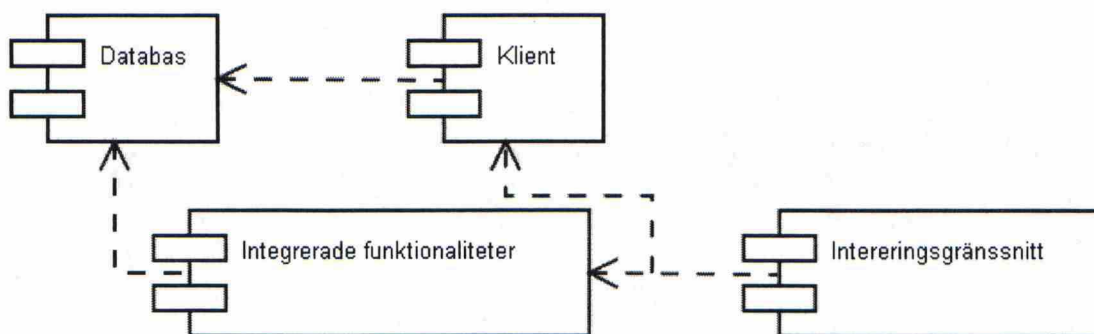 Databas
Klient
Integrerade funktionaliteter
Intereringsgränssnitt